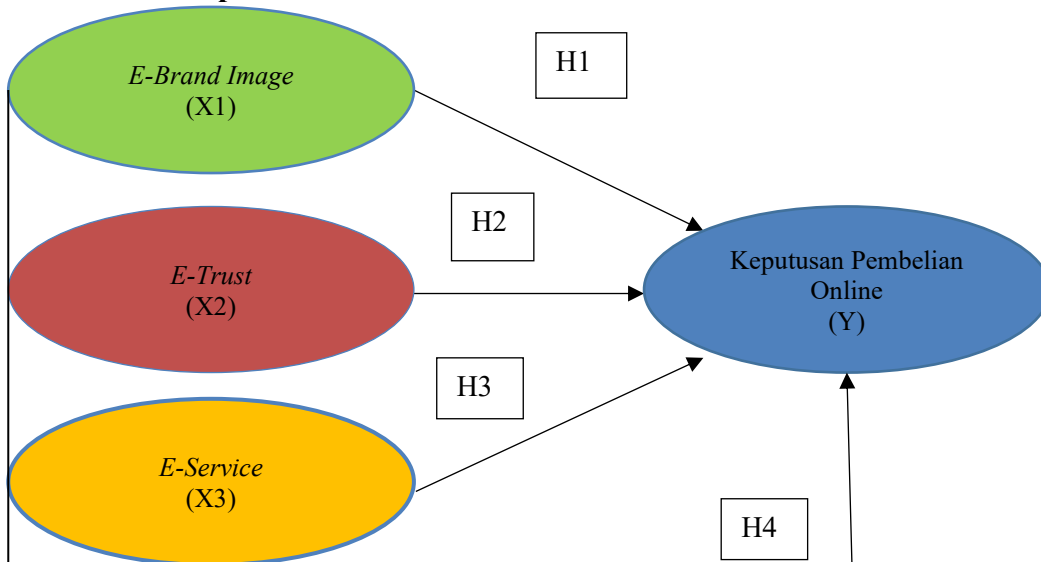 E-Brand Image
(X1)
H1
H2
E-Trust
(X2)
Keputusan Pembelian
Online
(Y)
H3
E-Service
(X3)
H4